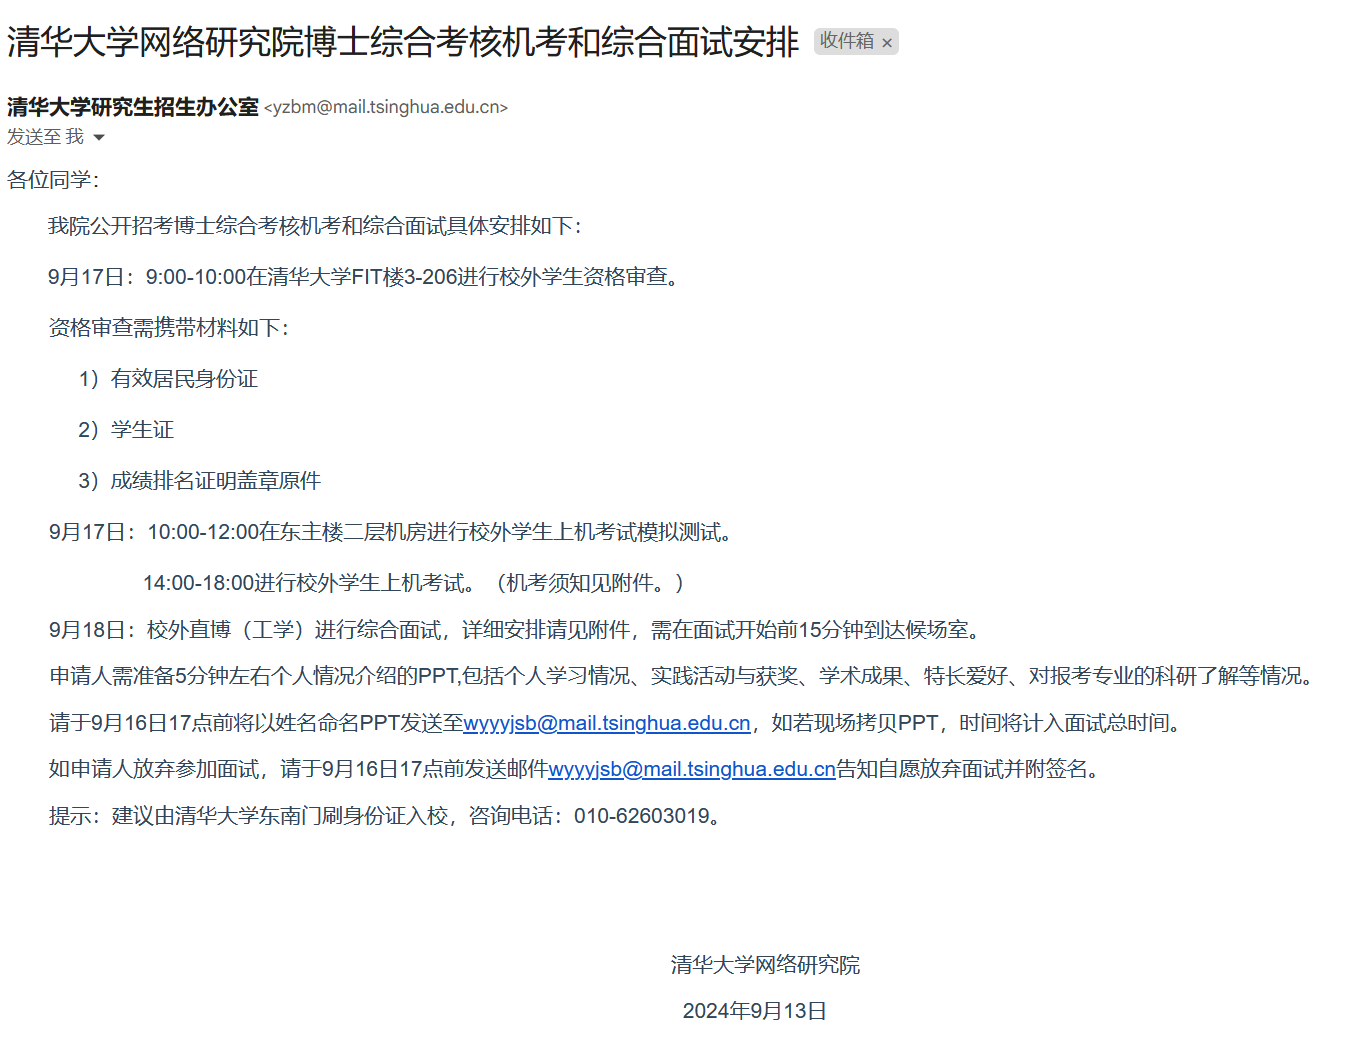 清华大学网络研究院博士综合考核机考和综合面试安排 收件箱 ×
清华大学研究生招生办公室 <yzbm@mail.tsinghua.edu.cn>
发送至 我
各位同学：
我院公开招考博士综合考核机考和综合面试具体安排如下：
9月17日：9:00-10:00在清华大学FIT楼3-206进行校外学生资格审查。
资格审查需携带材料如下：
1）有效居民身份证
2）学生证
3）成绩排名证明盖章原件
9月17日：10:00-12:00在东主楼二层机房进行校外学生上机考试模拟测试。
14:00-18:00进行校外学生上机考试。（机考须知见附件。）
9月18日：校外直博（工学）进行综合面试，详细安排请见附件，需在面试开始前15分钟到达候场室。
申请人需准备5分钟左右个人情况介绍的PPT,包括个人学习情况、实践活动与获奖、学术成果、特长爱好、对报考专业的科研了解等情况。
请于9月16日17点前将以姓名命名PPT发送至wyyyjsb@mail.tsinghua.edu.cn，如若现场拷贝PPT，时间将计入面试总时间。
如申请人放弃参加面试，请于9月16日17点前发送邮件wyyyjsb@mail.tsinghua.edu.cn告知自愿放弃面试并附签名。
提示：建议由清华大学东南门刷身份证入校，咨询电话：010-62603019。
清华大学网络研究院
2024年9月13日